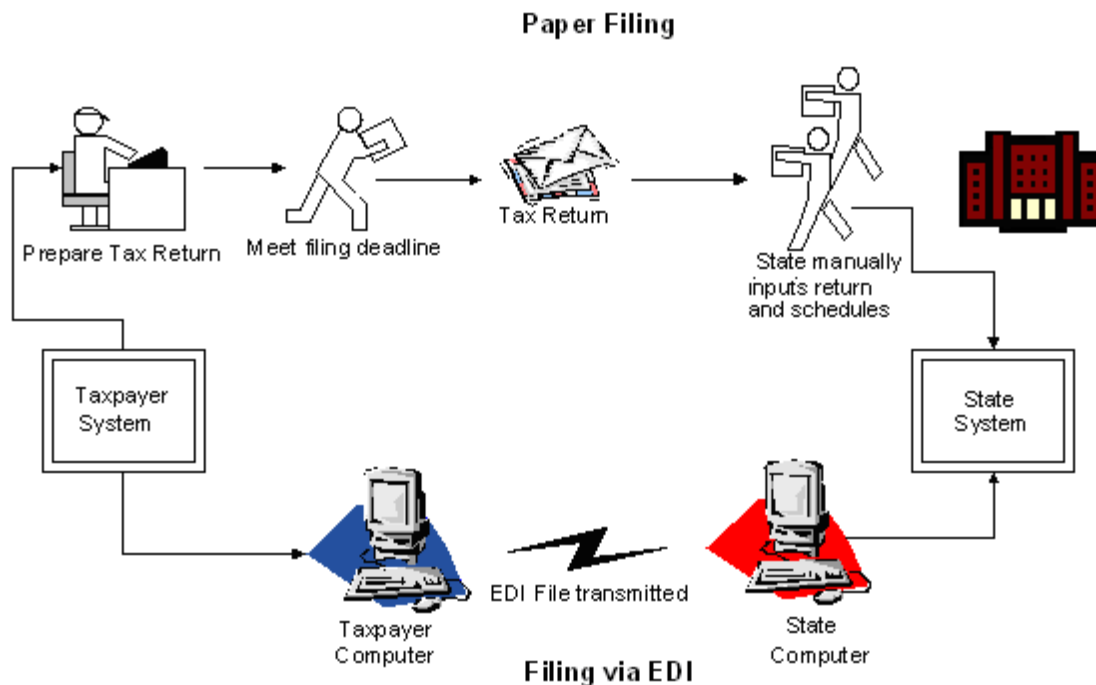 Paper Filing
Prepare Tax Return
Meet filing deadline
Tax Return
State manually
input's return
and schedules
Taxpayer
System
State
System
EDI File transmitted
Taxpayer
Computer
State
Computer
Filing via EDI